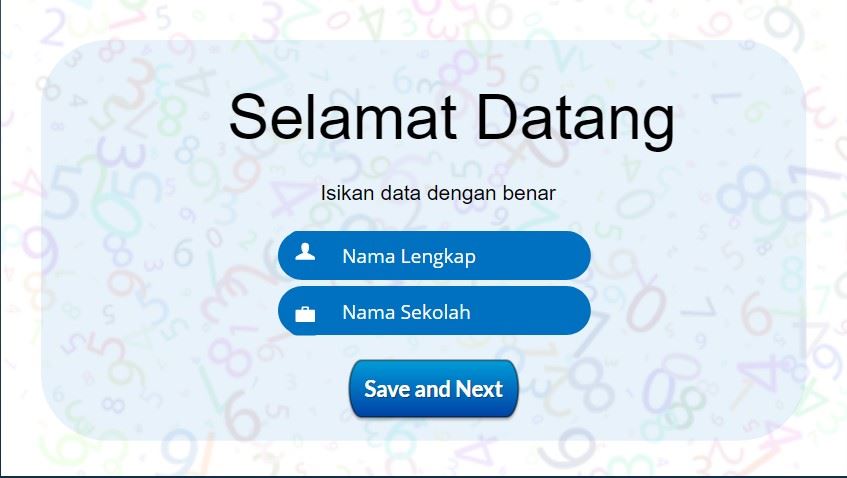 Selamat Datang
Isikan data dengan benar
Nama Lengkap
Nama Sekolah
Save and Next